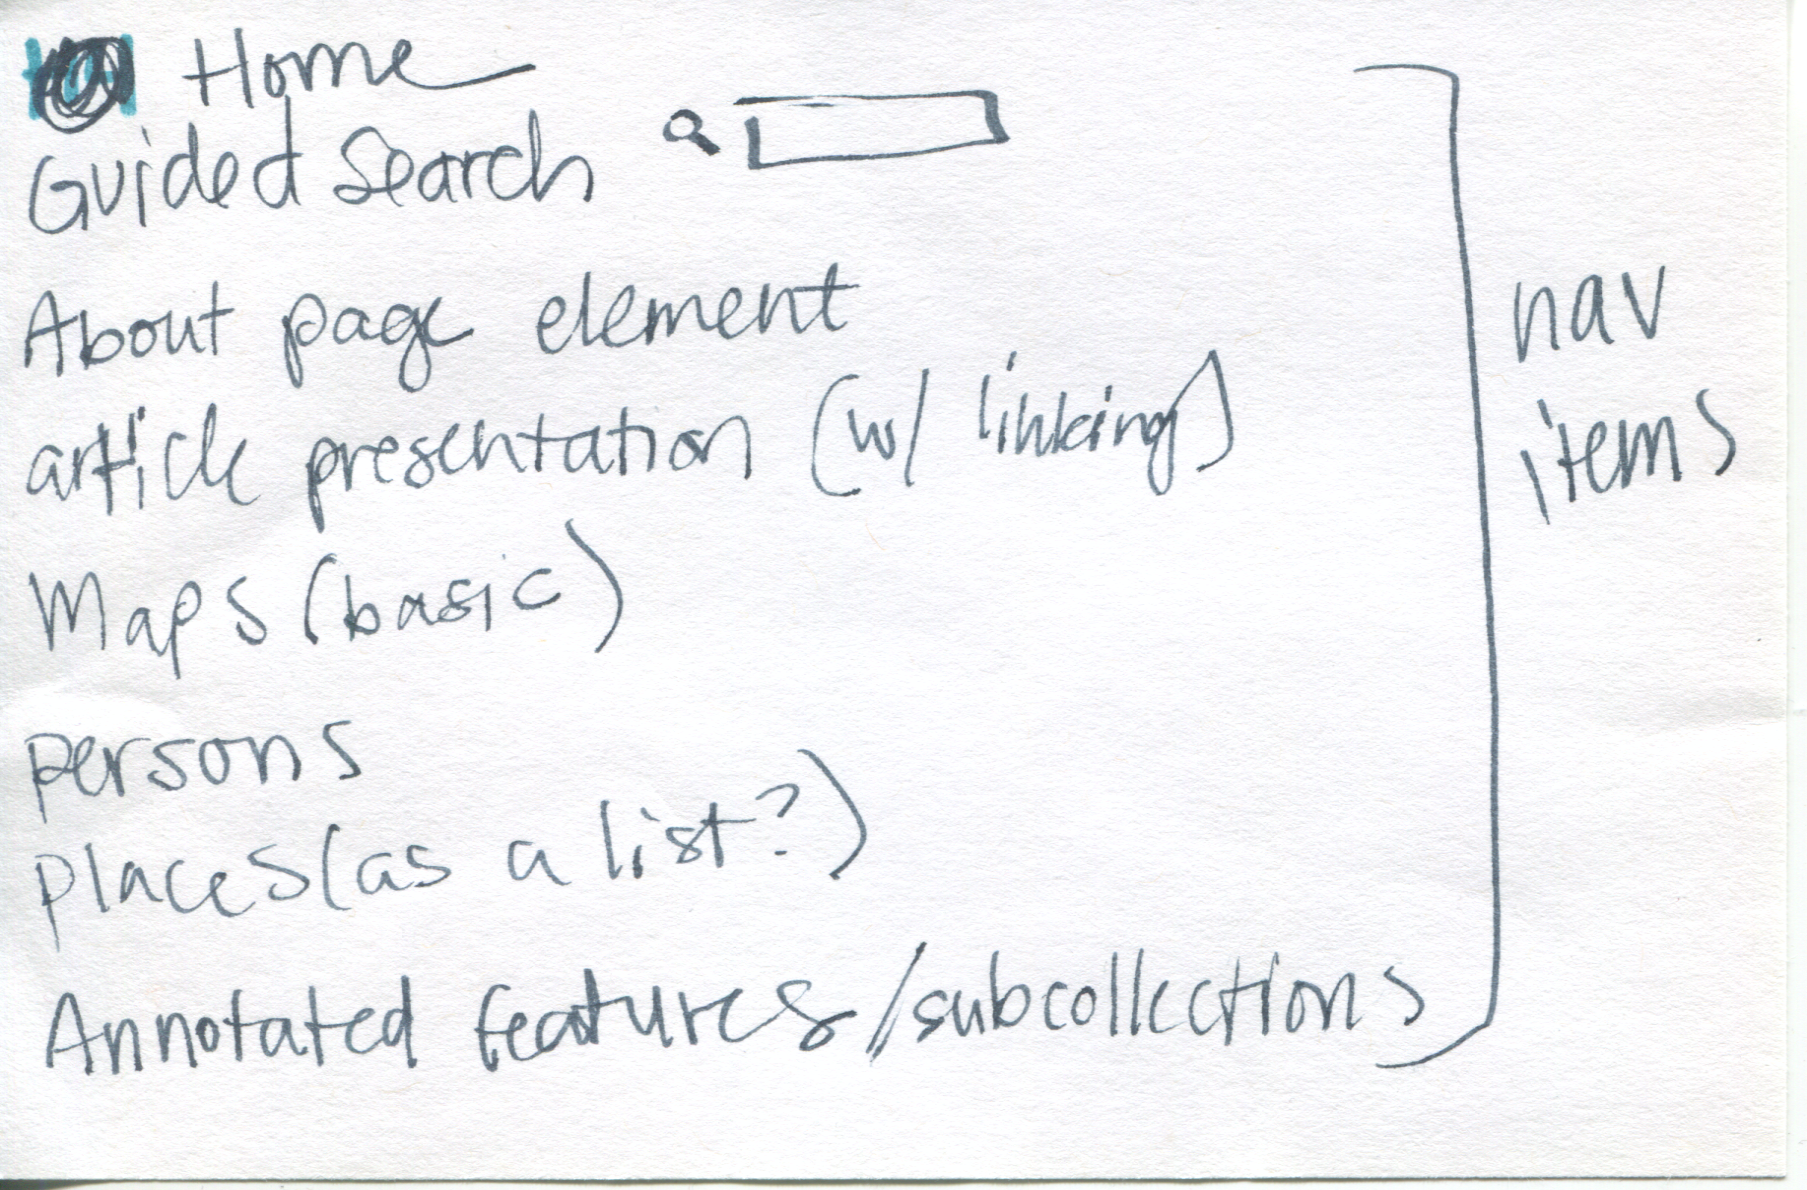 Home
Guided Search
About page element
article presentation (w/ linking)
Maps (basic)
persons
places (as a list?)
Annotated features/subcollections
nav
items